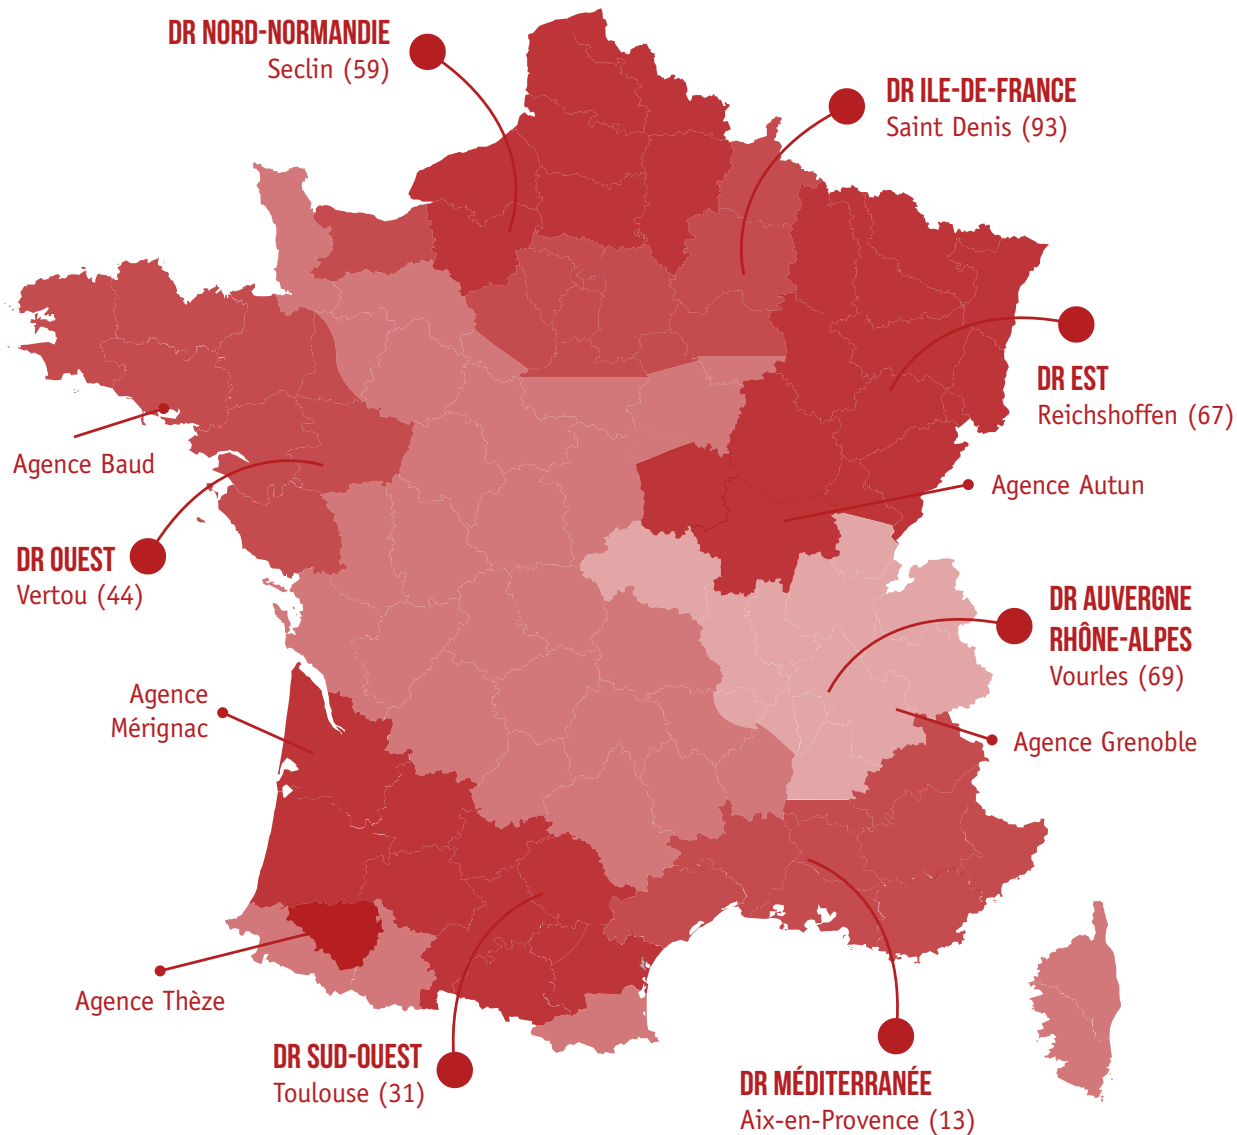 DR NORD-NORMANDIE
Seclin (59)
DR ILE-DE-FRANCE
Saint Denis (93)
DR EST
Reichshoffen (67)
Agence Baud
Agence Autun
DR OUEST
Vertou (44)
DR AUVERGNE
RHÔNE-ALPES
Vourles (69)
Agence
Mérignac
Agence Grenoble
Agence Thèze
DR SUD-OUEST
Toulouse (31)
DR MÉDITERRANÉE
Aix-en-Provence (13)